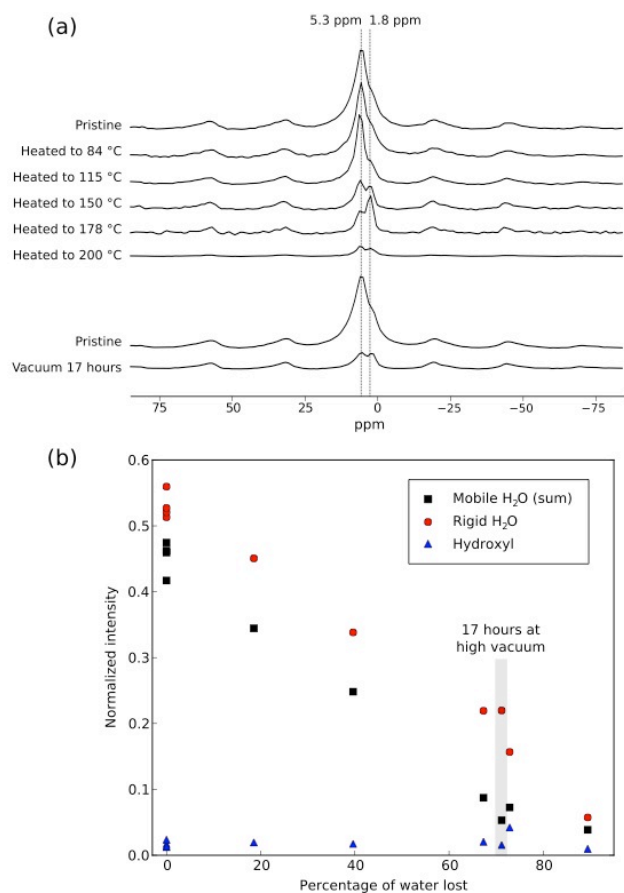 (a)
5.3 ppm 1.8 ppm
Pristine
Heated to 84 °C
Heated to 115 °C
Heated to 150 °C
Heated to 178 °C
Heated to 200 °C
Pristine
Vacuum 17 hours
75 50 25 0 −25 −50 −75
ppm
(b)
0.6
0.5
0.4
0.3
0.2
0.1
0.0
Normalized intensity
Mobile H₂O (sum)
Rigid H₂O
Hydroxyl
17 hours at
high vacuum
0 20 40 60 80
Percentage of water lost